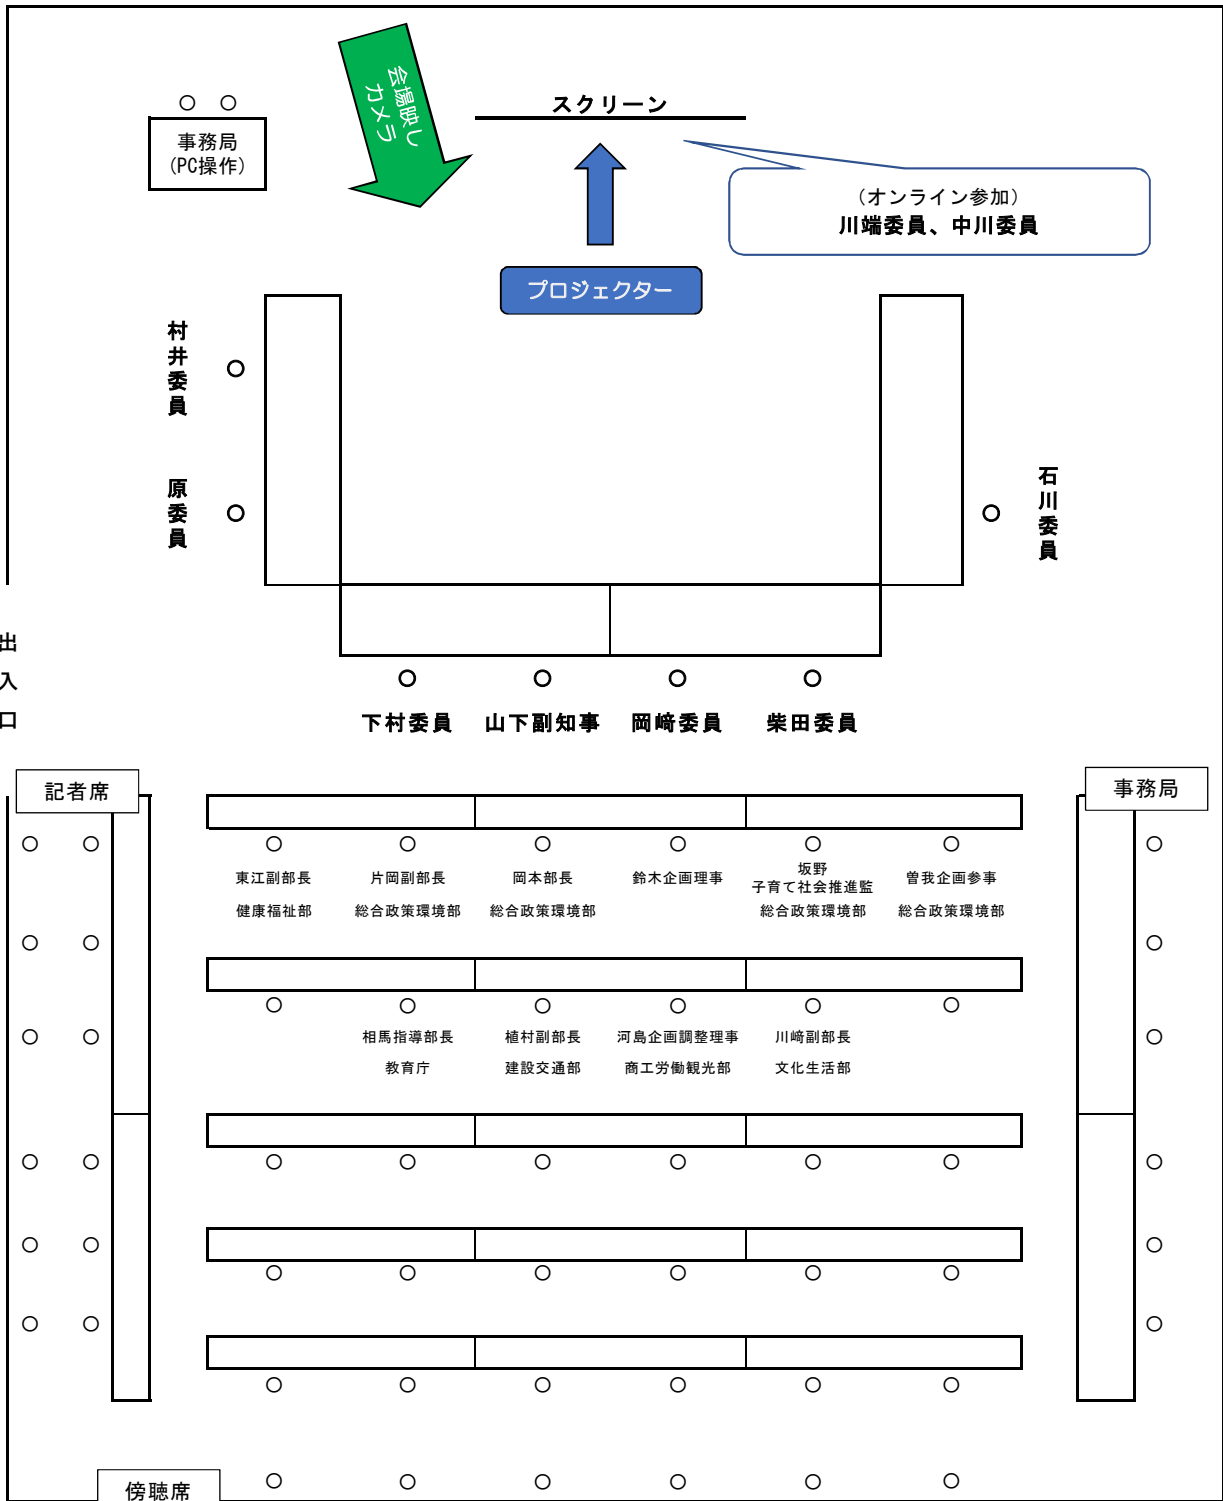 会場映し
カメラ
スクリーン
事務局
(PC操作)
（オンライン参加）
川端委員、中川委員
プロジェクター
村井委員
原委員
石川委員
出入口
下村委員 山下副知事 岡﨑委員 柴田委員
記者席
事務局
東江副部長 片岡副部長 岡本部長 鈴木企画理事 坂野 曽我企画参事
子育て社会推進監
健康福祉部 総合政策環境部 総合政策環境部 総合政策環境部 総合政策環境部
相馬指導部長 植村副部長 河島企画調整理事 川﨑副部長
教育庁 建設交通部 商工労働観光部 文化生活部
傍聴席